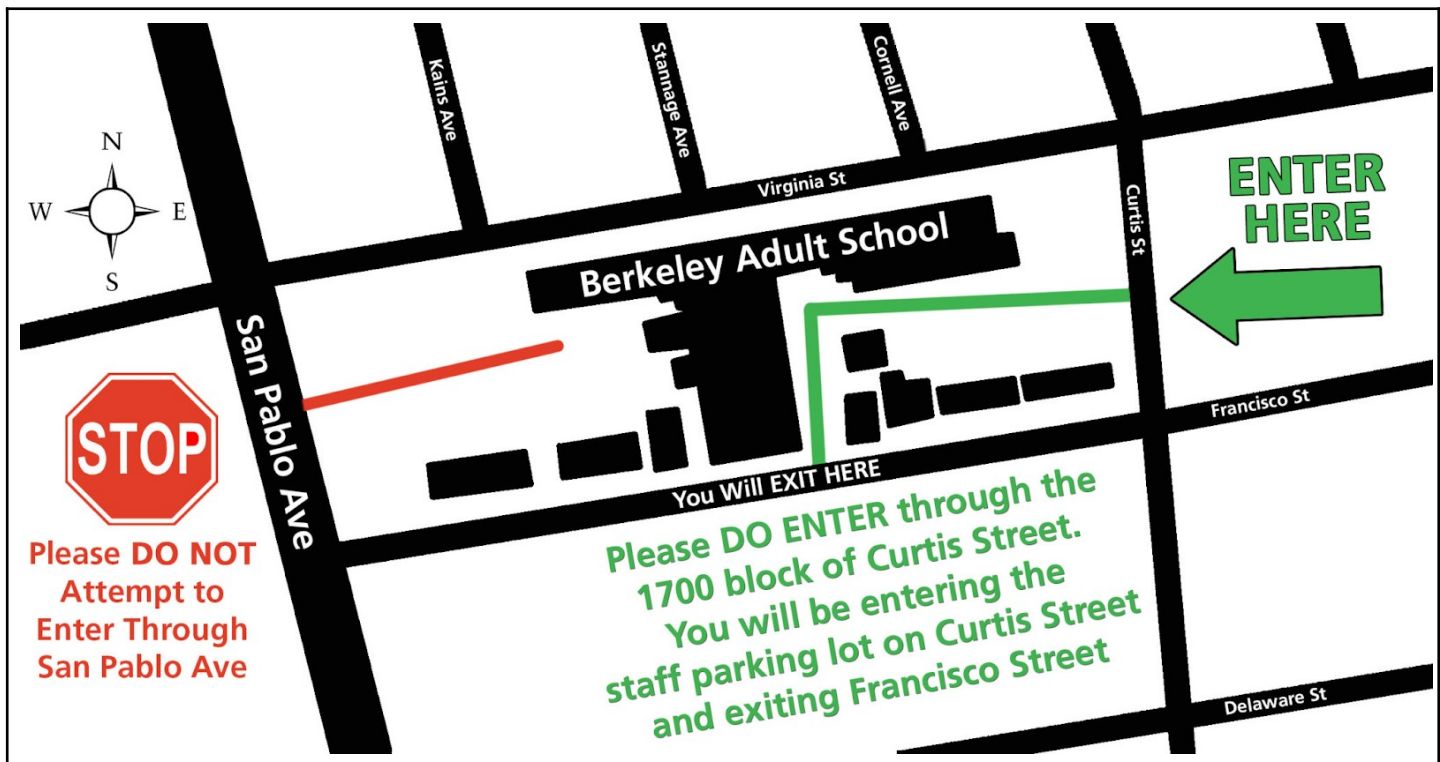 Kains Ave
Stannage Ave
Cornell Ave
N
W
E
S
Virginia St
Curtis St
ENTER
HERE
Berkeley Adult School
San Pablo Ave
STOP
Please DO NOT
Attempt to
Enter Through
San Pablo Ave
Francisco St
You Will EXIT HERE
Please DO ENTER through the
1700 block of Curtis Street.
You will be entering the
staff parking lot on Curtis Street
and exiting Francisco Street
Delaware St